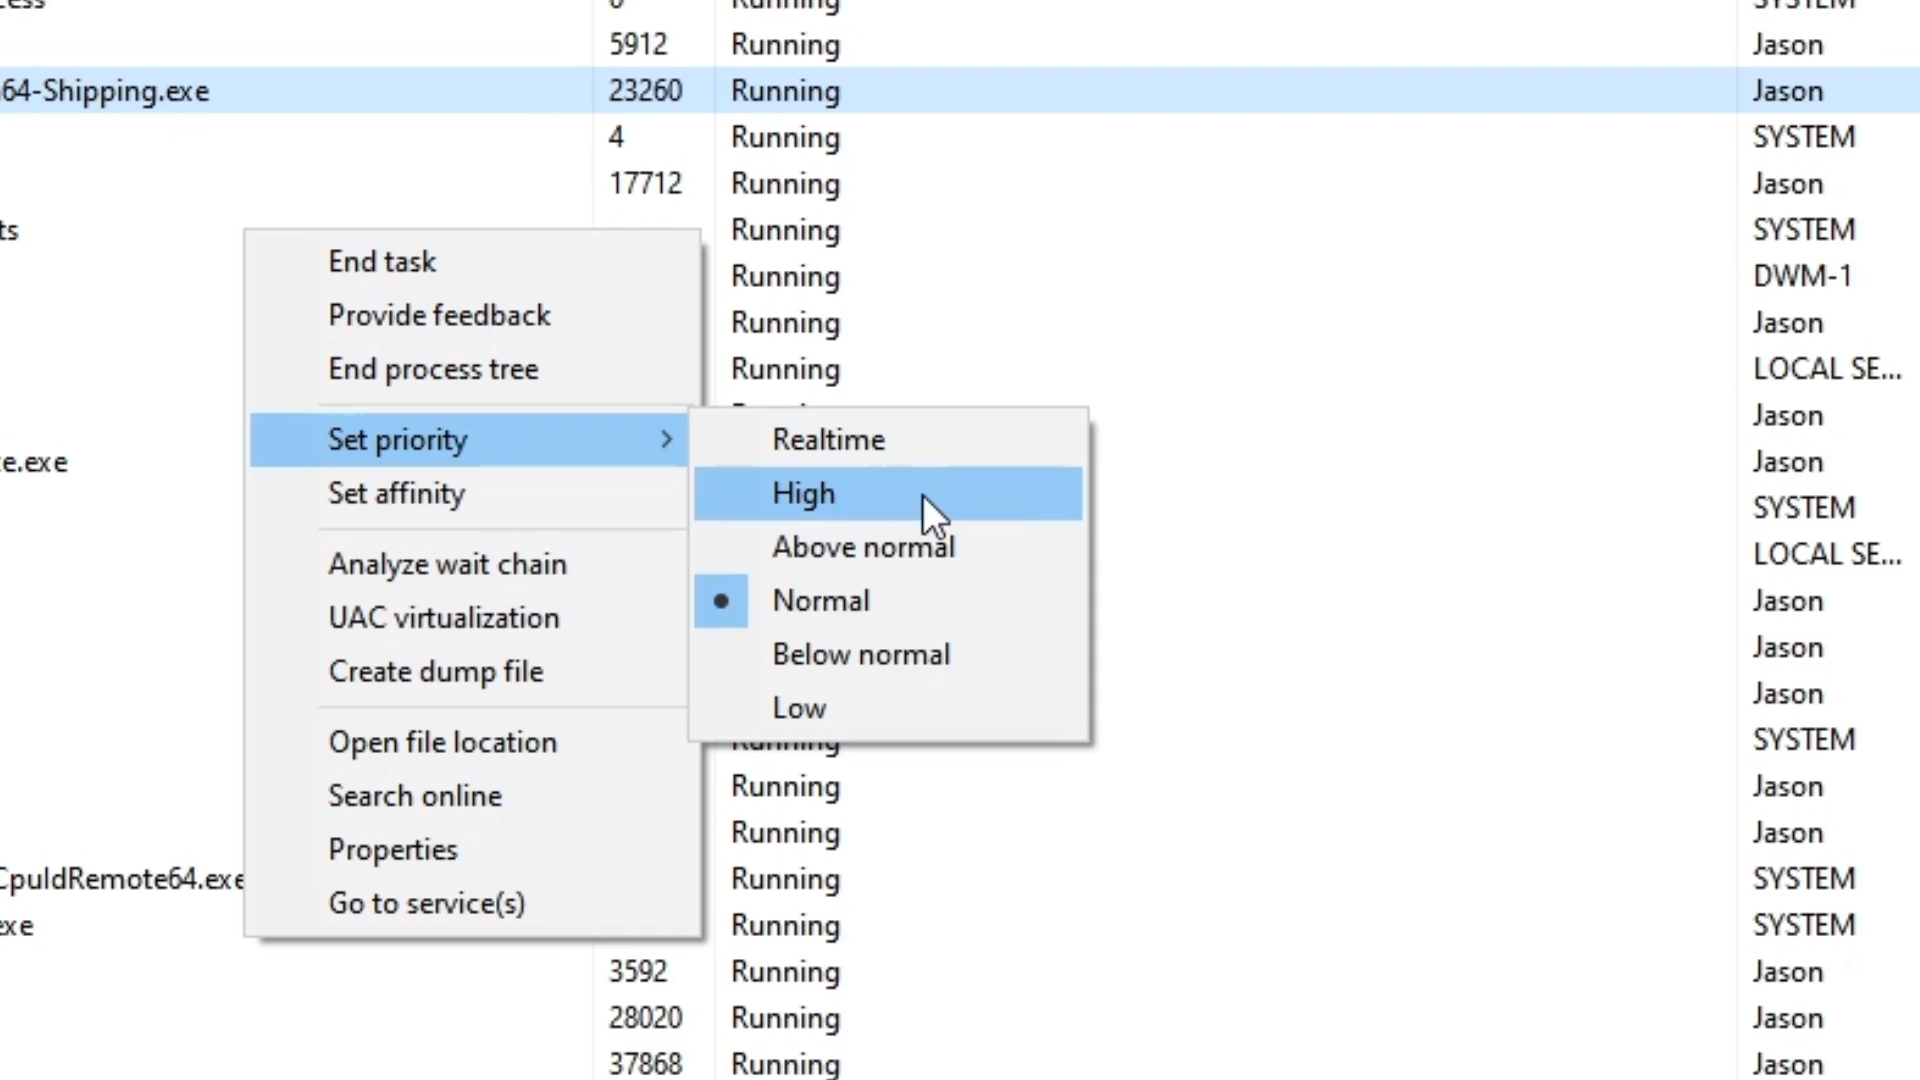 Running SYSTEM
5912 Running Jason
64-Shipping.exe 23260 Running Jason
4 Running SYSTEM
17712 Running Jason
ts Running SYSTEM
Running DWM-1
Running Jason
Running LOCAL SE...
Jason
e.exe Jason
SYSTEM
LOCAL SE...
Jason
Jason
Jason
Running SYSTEM
Running Jason
Running Jason
CpuIdRemote64.exe Running SYSTEM
exe Running SYSTEM
3592 Running Jason
28020 Running Jason
37868 Running Jason
End task
Provide feedback
End process tree
Set priority
Set affinity
Analyze wait chain
UAC virtualization
Create dump file
Open file location
Search online
Properties
Go to service(s)
Realtime
High
Above normal
Normal
Below normal
Low